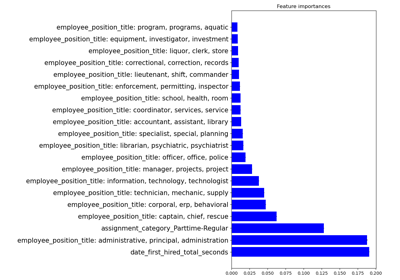 Feature importances
employee_position_title: program, programs, aquatic
employee_position_title: equipment, investigator, investment
employee_position_title: liquor, clerk, store
employee_position_title: correctional, correction, records
employee_position_title: lieutenant, shift, commander
employee_position_title: enforcement, permitting, inspector
employee_position_title: school, health, room
employee_position_title: coordinator, services, service
employee_position_title: accountant, assistant, library
employee_position_title: specialist, special, planning
employee_position_title: librarian, psychiatric, psychiatrist
employee_position_title: officer, office, police
employee_position_title: manager, projects, project
employee_position_title: information, technology, technologist
employee_position_title: technician, mechanic, supply
employee_position_title: corporal, erp, behavioral
employee_position_title: captain, chief, rescue
assignment_category_Parttime-Regular
employee_position_title: administrative, principal, administration
date_first_hired_total_seconds
0.000 0.025 0.050 0.075 0.100 0.125 0.150 0.175 0.200